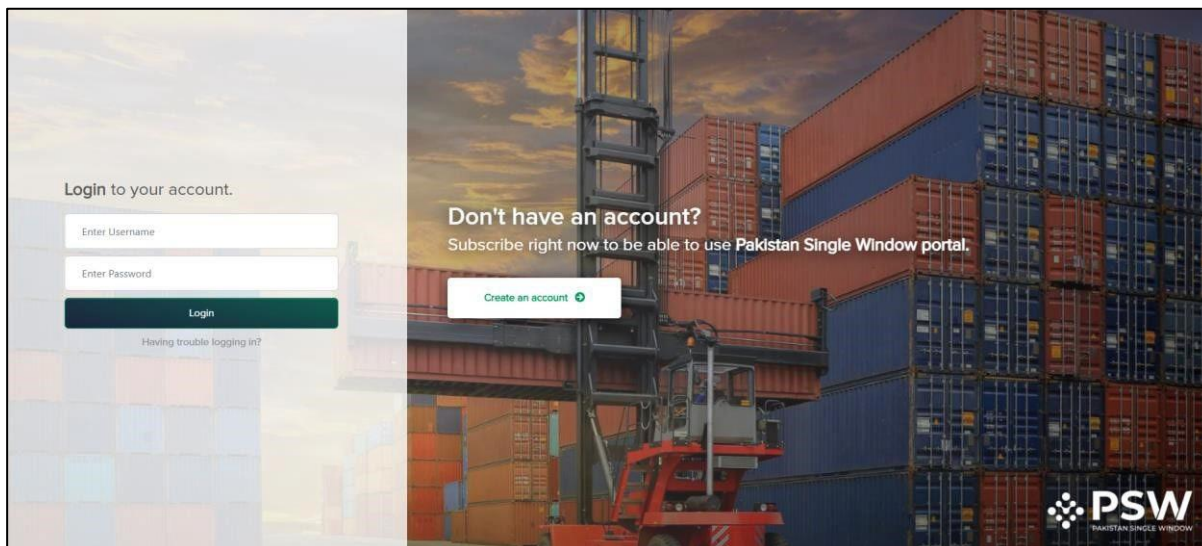 Login to your account.
Enter Username
Enter Password
Login
Having trouble logging in?
Don't have an account?
Subscribe right now to be able to use Pakistan Single Window portal.
Create an account
PSW
PAKISTAN SINGLE WINDOW